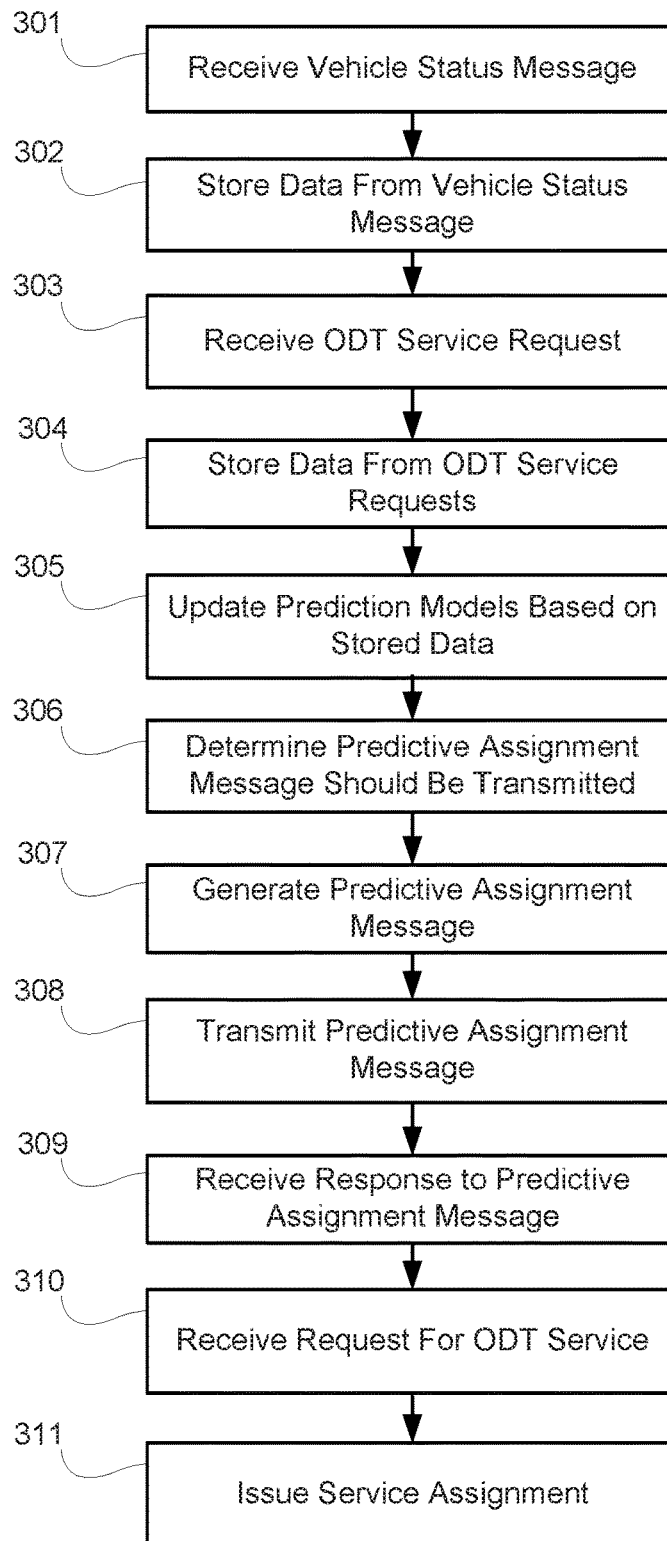 301
Receive Vehicle Status Message
302
Store Data From Vehicle Status
Message
303
Receive ODT Service Request
304
Store Data From ODT Service
Requests
305
Update Prediction Models Based on
Stored Data
306
Determine Predictive Assignment
Message Should Be Transmitted
307
Generate Predictive Assignment
Message
308
Transmit Predictive Assignment
Message
309
Receive Response to Predictive
Assignment Message
310
Receive Request For ODT Service
311
Issue Service Assignment